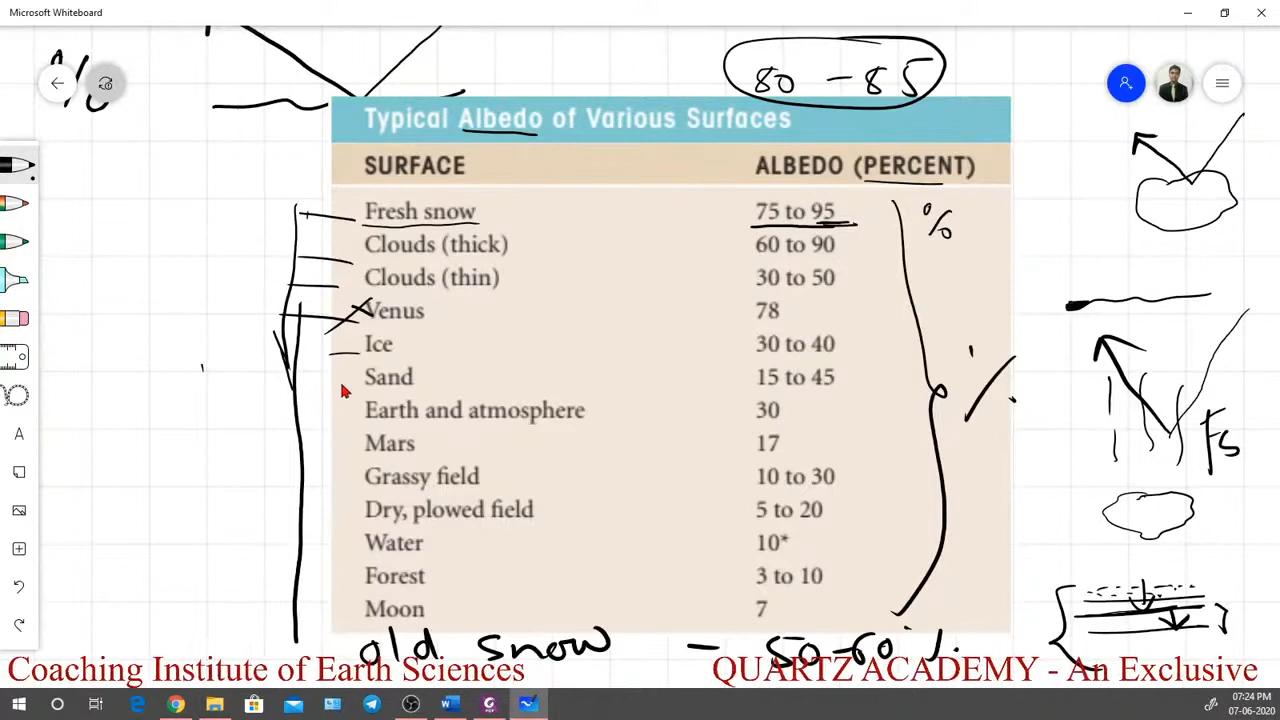 Microsoft Whiteboard
%
80 - 85
Typical Albedo of Various Surfaces
SURFACE ALBEDO (PERCENT)
Fresh snow 75 to 95
%
Clouds (thick) 60 to 90
Clouds (thin) 30 to 50
Venus 78
Ice 30 to 40
Sand 15 to 45
Earth and atmosphere 30
Mars 17
Fs
Grassy field 10 to 30
Dry, plowed field 5 to 20
Water 10*
Forest 3 to 10
Moon 7
old snow - 50-60 %.
Coaching Institute of Earth Sciences QUARTZ ACADEMY - An Exclusive
07:24 PM
07-06-2020